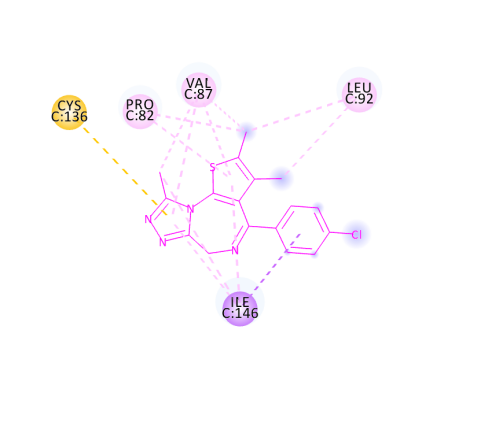 VAL
C:87
LEU
C:92
CYS
C:136
PRO
C:82
S
N
N
N
N
Cl
ILE
C:146